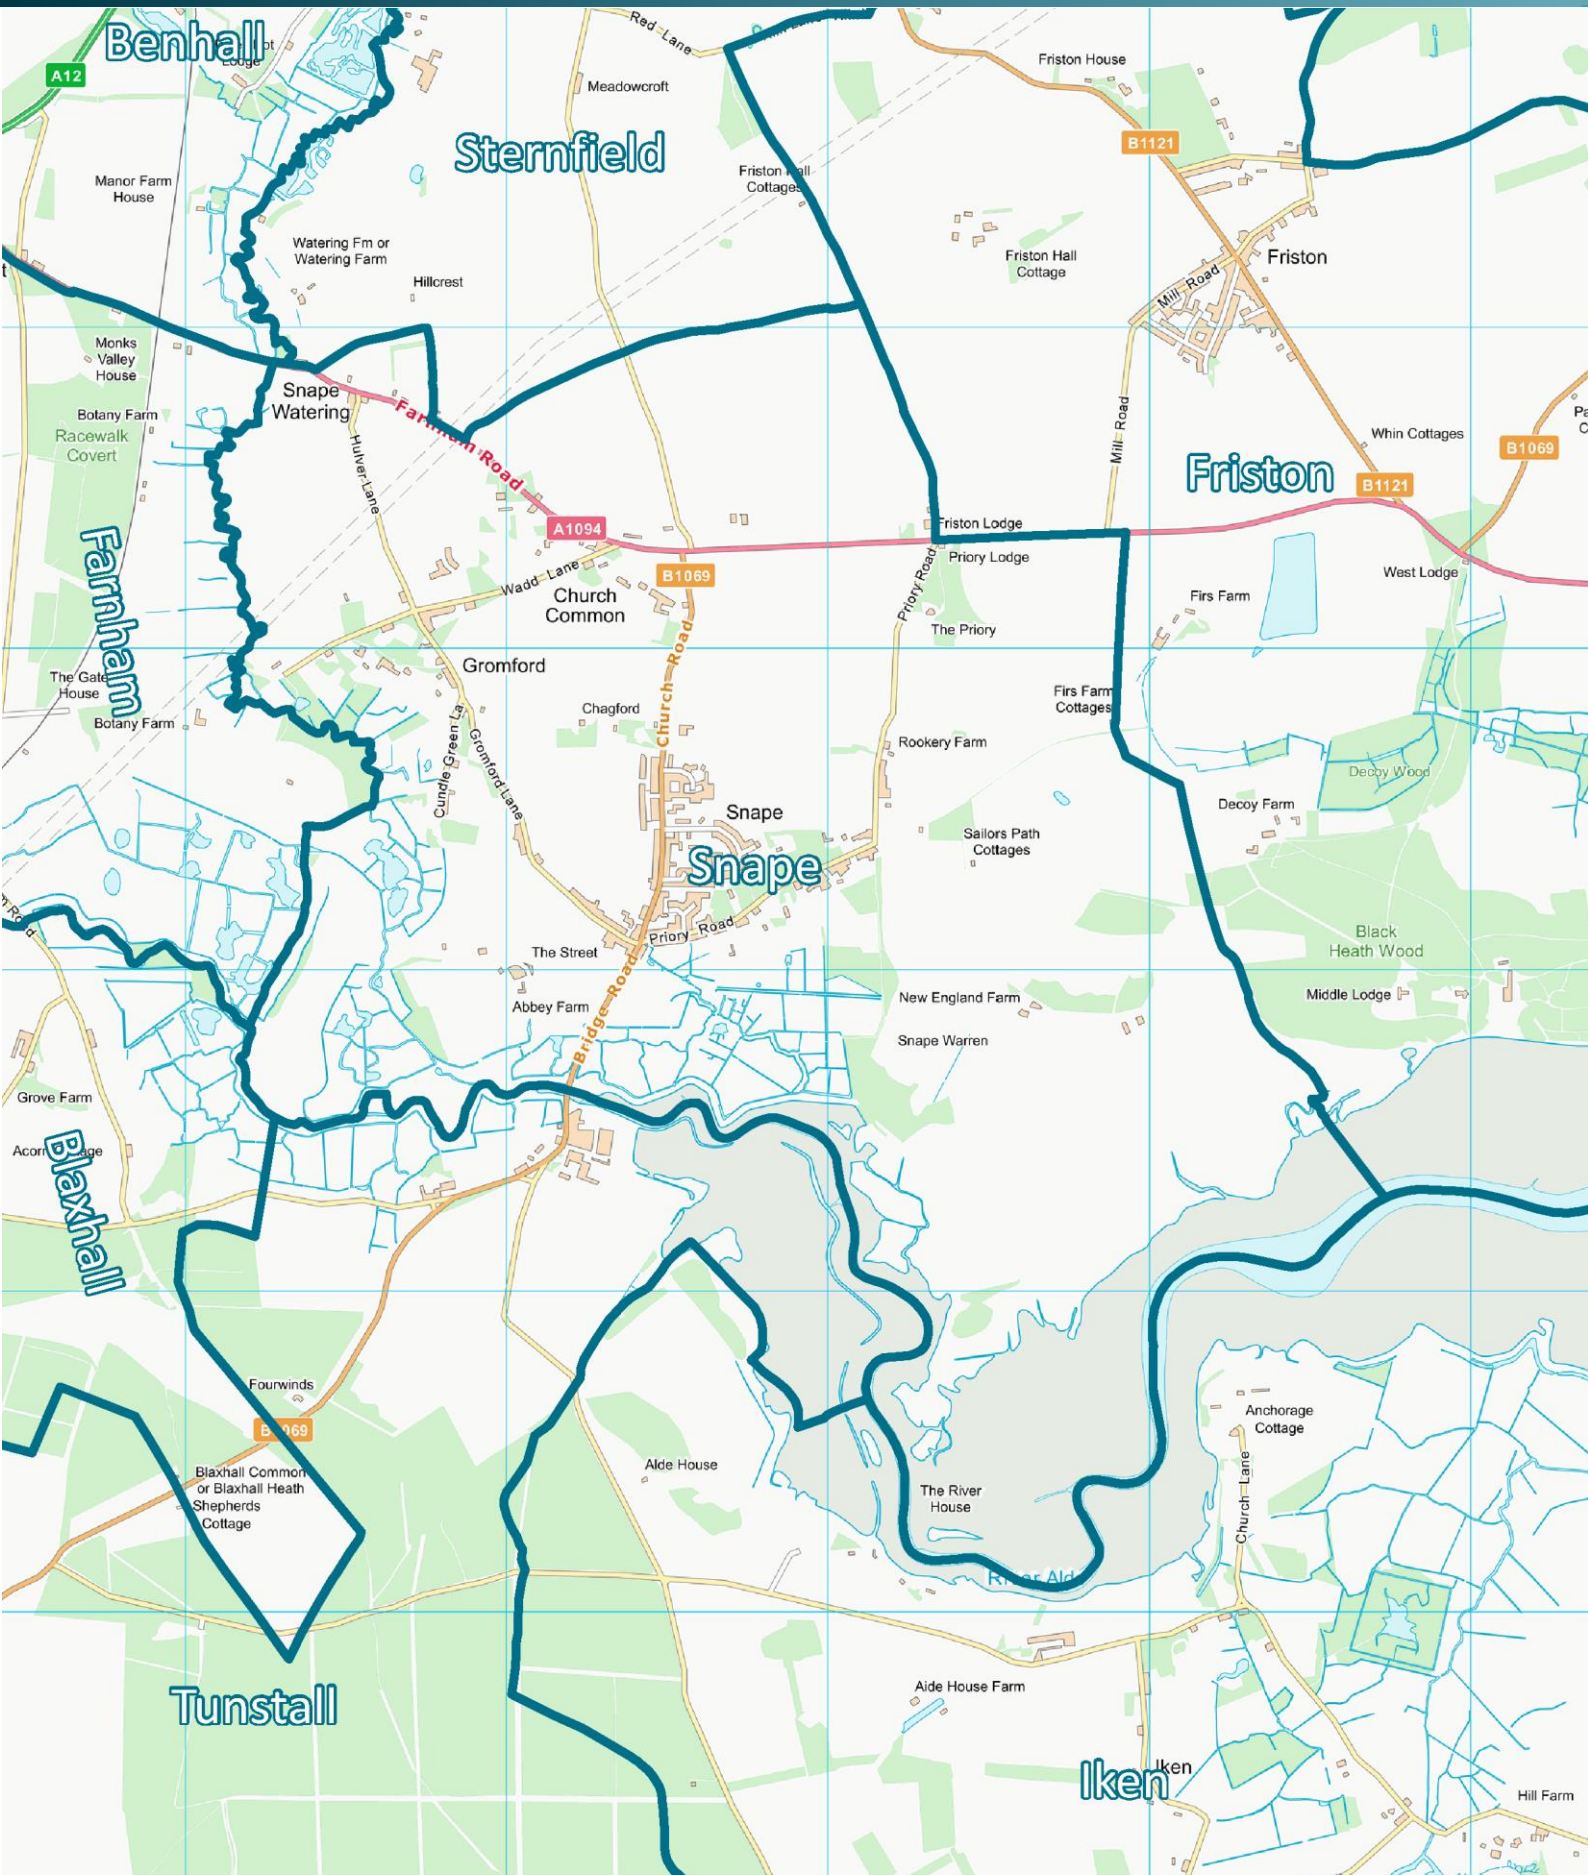 Benhall
Lodge
A12
Red Lane
Meadowcroft
Friston House
B1121
Sternfield
Manor Farm
House
Friston Hall
Cottages
Watering Fm or
Watering Farm
Hillcrest
Friston Hall
Cottage
Friston
Mill Road
Monks
Valley
House
Snape
Watering
Botany Farm
Racewalk
Covert
Farnham Road
Hulver Lane
Mill Road
Whin Cottages
B1069
Friston
B1121
A1094
Friston Lodge
Priory Lodge
Farnham
Wadd Lane
B1069
Church
Common
Priory Road
West Lodge
Firs Farm
The Priory
Gromford
The Gate
House
Botany Farm
Chagford
Church Road
Firs Farm
Cottages
Rookery Farm
Cundle Green La
Gromford Lane
Decoy Wood
Decoy Farm
Snape
Sailors Path
Cottages
Snape
Priory Road
The Street
Black
Heath Wood
Middle Lodge
Abbey Farm
Bridge Road
New England Farm
Snape Warren
Grove Farm
Blaxhall
Fourwinds
B1069
Anchorage
Cottage
Blaxhall Common
or Blaxhall Heath
Shepherds
Cottage
Alde House
The River
House
Church Lane
River Ald
Tunstall
Aide House Farm
Iken
Iken
Hill Farm